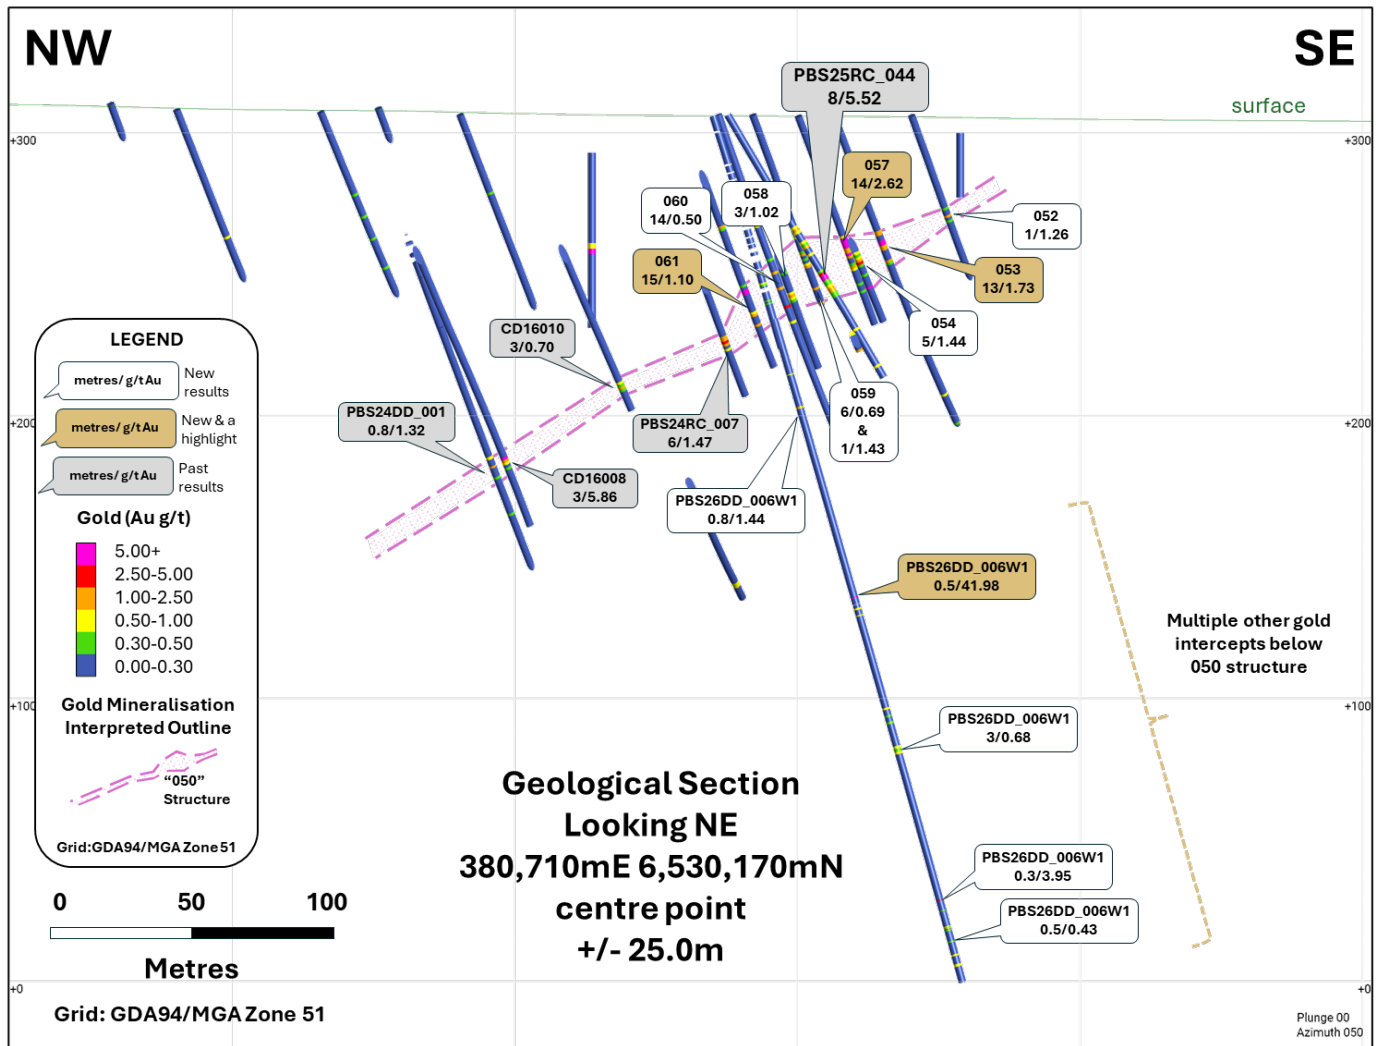 NW
SE
PBS25RC_044
8/5.52
surface
+300
+300
057
14/2.62
060
14/0.50
058
3/1.02
052
1/1.26
061
15/1.10
053
13/1.73
054
5/1.44
CD16010
3/0.70
PBS24DD_001
0.8/1.32
PBS24RC_007
6/1.47
059
6/0.69
&
1/1.43
+200
+200
CD16008
3/5.86
PBS26DD_006W1
0.8/1.44
PBS26DD_006W1
0.5/41.98
Multiple other gold
intercepts below
050 structure
+100
+100
PBS26DD_006W1
3/0.68
PBS26DD_006W1
0.3/3.95
PBS26DD_006W1
0.5/0.43
LEGEND
metres/ g/t Au
New
results
metres/ g/t Au
New & a
highlight
metres/ g/t Au
Past
results
Gold (Au g/t)
5.00+
2.50-5.00
1.00-2.50
0.50-1.00
0.30-0.50
0.00-0.30
Gold Mineralisation
Interpreted Outline
“050”
Structure
Grid:GDA94/MGA Zone 51
Geological Section
Looking NE
380,710mE 6,530,170mN
centre point
+/- 25.0m
0 50 100
Metres
+0
+0
Grid: GDA94/MGA Zone 51
Plunge 00
Azimuth 050